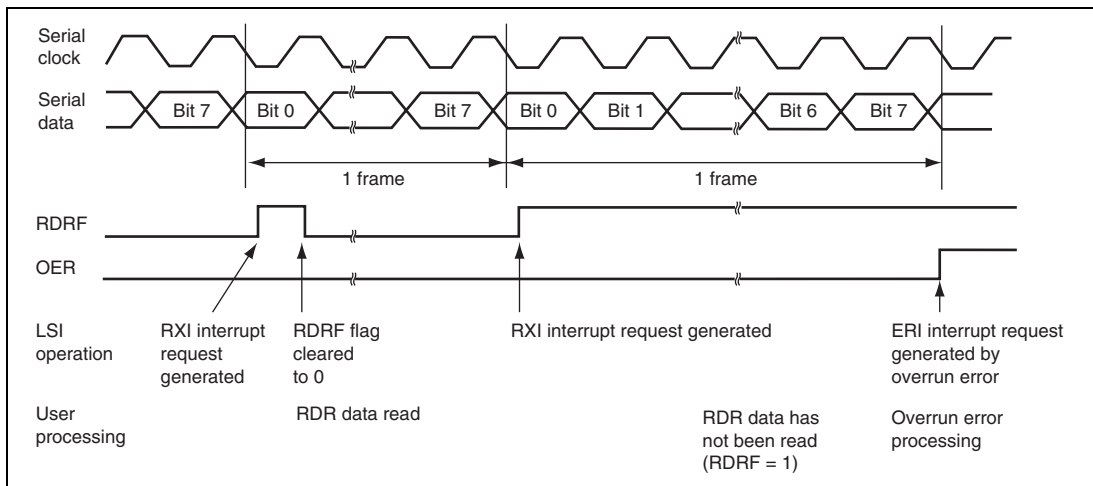 Serial
clock
Serial
data
Bit 7
Bit 0
Bit 7
Bit 0
Bit 1
Bit 6
Bit 7
1 frame
1 frame
RDRF
OER
LSI
operation
RXI interrupt
request
generated
RDRF flag
cleared
to 0
RXI interrupt request generated
ERI interrupt request
generated by
overrun error
User
processing
RDR data read
RDR data has
not been read
(RDRF = 1)
Overrun error
processing